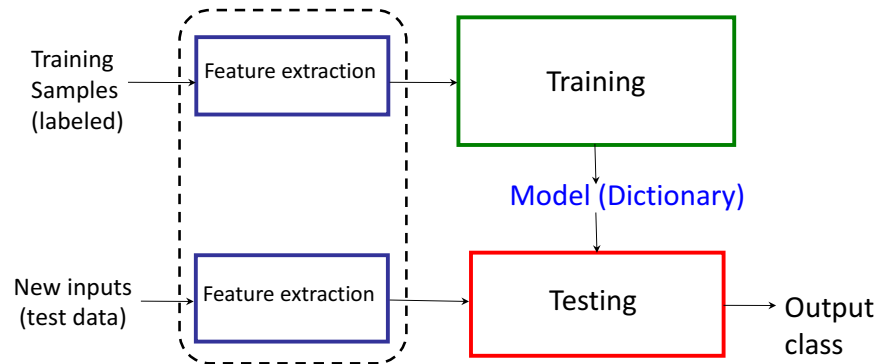 Training
Samples
(labeled)
Feature extraction
Training
Model (Dictionary)
New inputs
(test data)
Feature extraction
Testing
Output
class